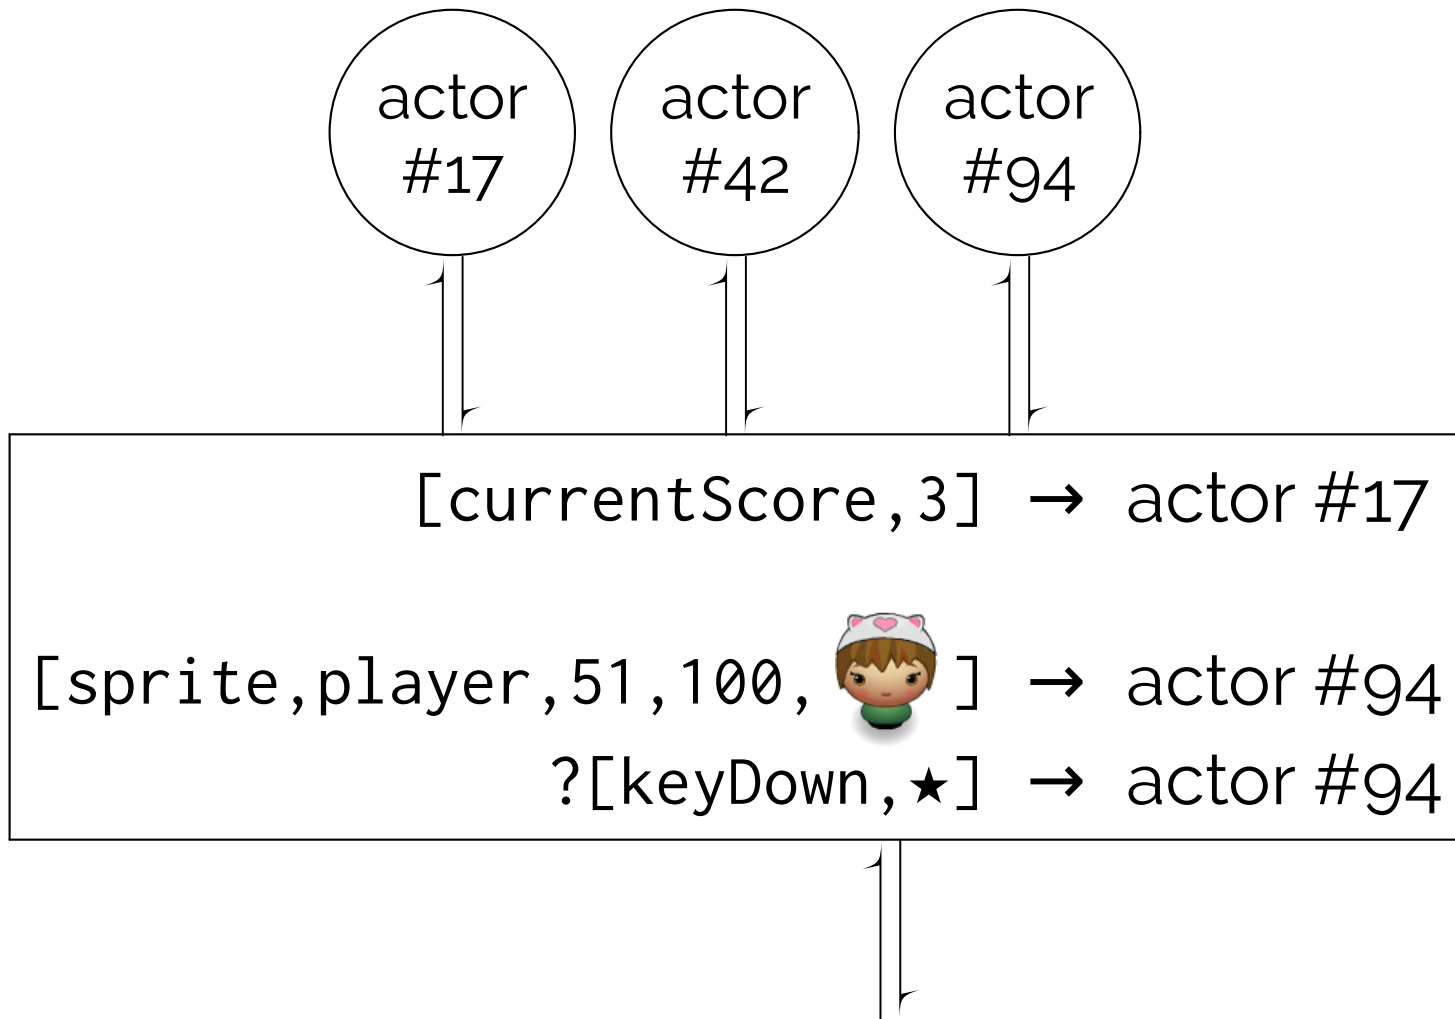 actor
#17
actor
#42
actor
#94
[currentScore,3] → actor #17
[sprite,player,51,100, ] → actor #94
?[keyDown,★] → actor #94